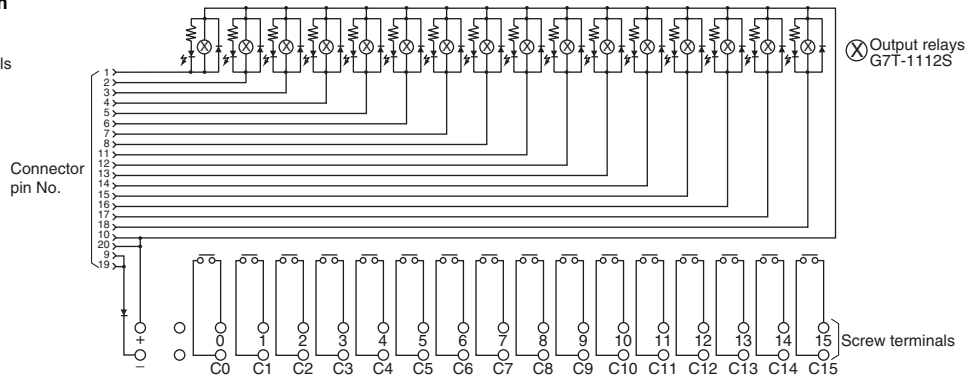 n
ls
Output relays
G7T-1112S
Connector
pin No.
1
2
3
4
5
6
7
8
11
12
13
14
15
16
17
18
10
20
9
19
+ 0 1 2 3 4 5 6 7 8 9 10 11 12 13 14 15
Screw terminals
− C0 C1 C2 C3 C4 C5 C6 C7 C8 C9 C10 C11 C12 C13 C14 C15